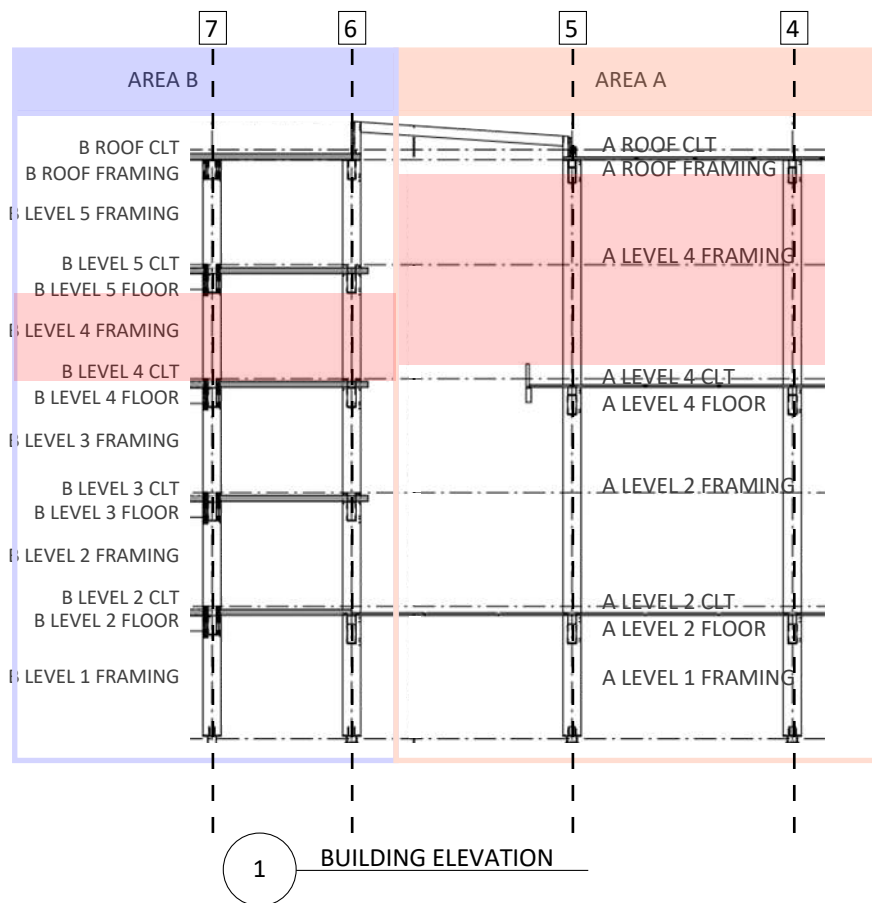 7
6
5
4
AREA B
AREA A
B ROOF CLT
B ROOF FRAMING
B LEVEL 5 FRAMING
B LEVEL 5 CLT
B LEVEL 5 FLOOR
B LEVEL 4 FRAMING
B LEVEL 4 CLT
B LEVEL 4 FLOOR
B LEVEL 3 FRAMING
B LEVEL 3 CLT
B LEVEL 3 FLOOR
B LEVEL 2 FRAMING
B LEVEL 2 CLT
B LEVEL 2 FLOOR
B LEVEL 1 FRAMING
A ROOF CLT
A ROOF FRAMING
A LEVEL 4 FRAMING
A LEVEL 4 CLT
A LEVEL 4 FLOOR
A LEVEL 2 FRAMING
A LEVEL 2 CLT
A LEVEL 2 FLOOR
A LEVEL 1 FRAMING
1
BUILDING ELEVATION